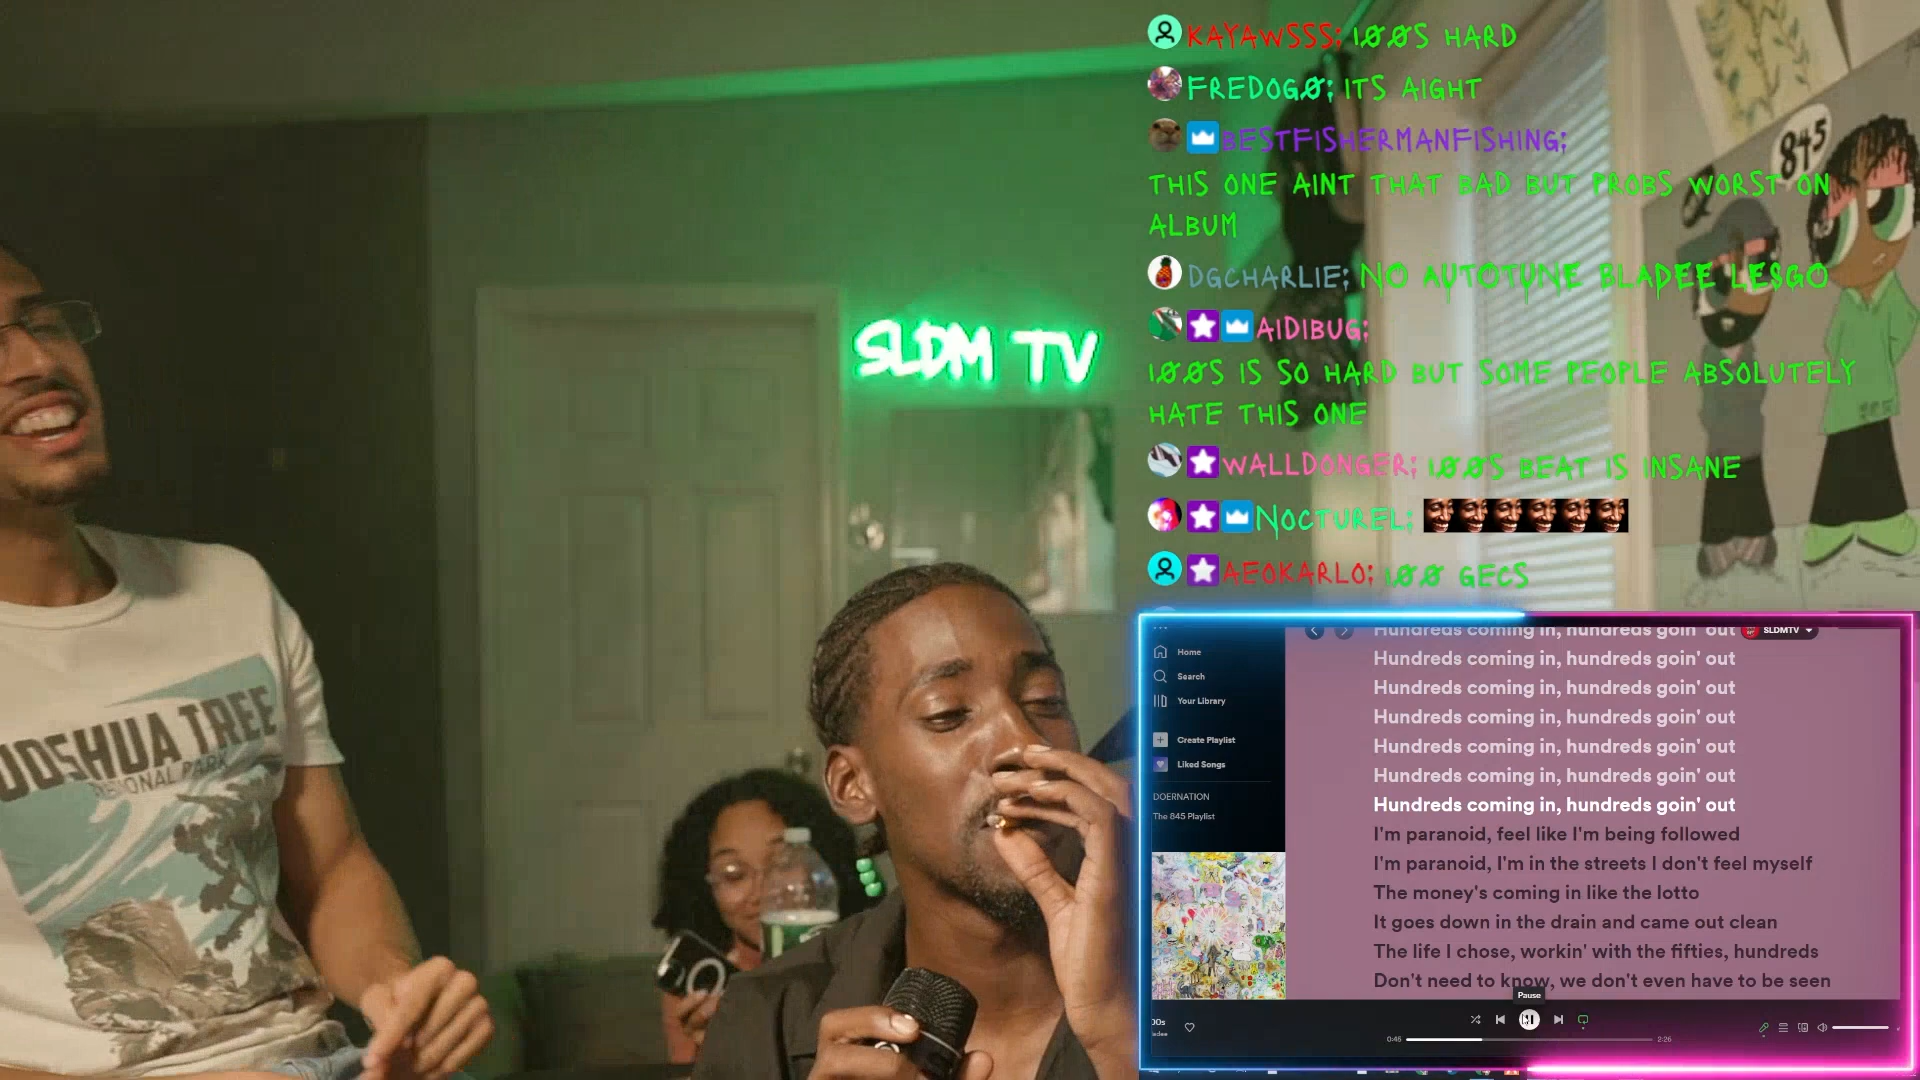 KAYAWSSS: 100S HARD
FREDOG0: ITS AIGHT
BESTFISHERMANFISHING:
THIS ONE AINT THAT BAD BUT PROBS WORST ON
ALBUM
DGCHARLIE: NO AUTOTUNE BLADEE LESGO
AIDIBUG:
100S IS SO HARD BUT SOME PEOPLE ABSOLUTELY
HATE THIS ONE
WALLDONGER: 100S BEAT IS INSANE
NOCTUREL:
AEOKARLO: 100 GECS
845
SLDM TV
JOSHUA TREE
NATIONAL PARK
SLDMTV
Home
Search
Your Library
Create Playlist
Liked Songs
DOERNATION
The 845 Playlist
Hundreds coming in, hundreds goin' out
Hundreds coming in, hundreds goin' out
Hundreds coming in, hundreds goin' out
Hundreds coming in, hundreds goin' out
Hundreds coming in, hundreds goin' out
Hundreds coming in, hundreds goin' out
Hundreds coming in, hundreds goin' out
I'm paranoid, feel like I'm being followed
I'm paranoid, I'm in the streets I don't feel myself
The money's coming in like the lotto
It goes down in the drain and came out clean
The life I chose, workin' with the fifties, hundreds
Don't need to know, we don't even have to be seen
Pause
00s
0:45
2:26